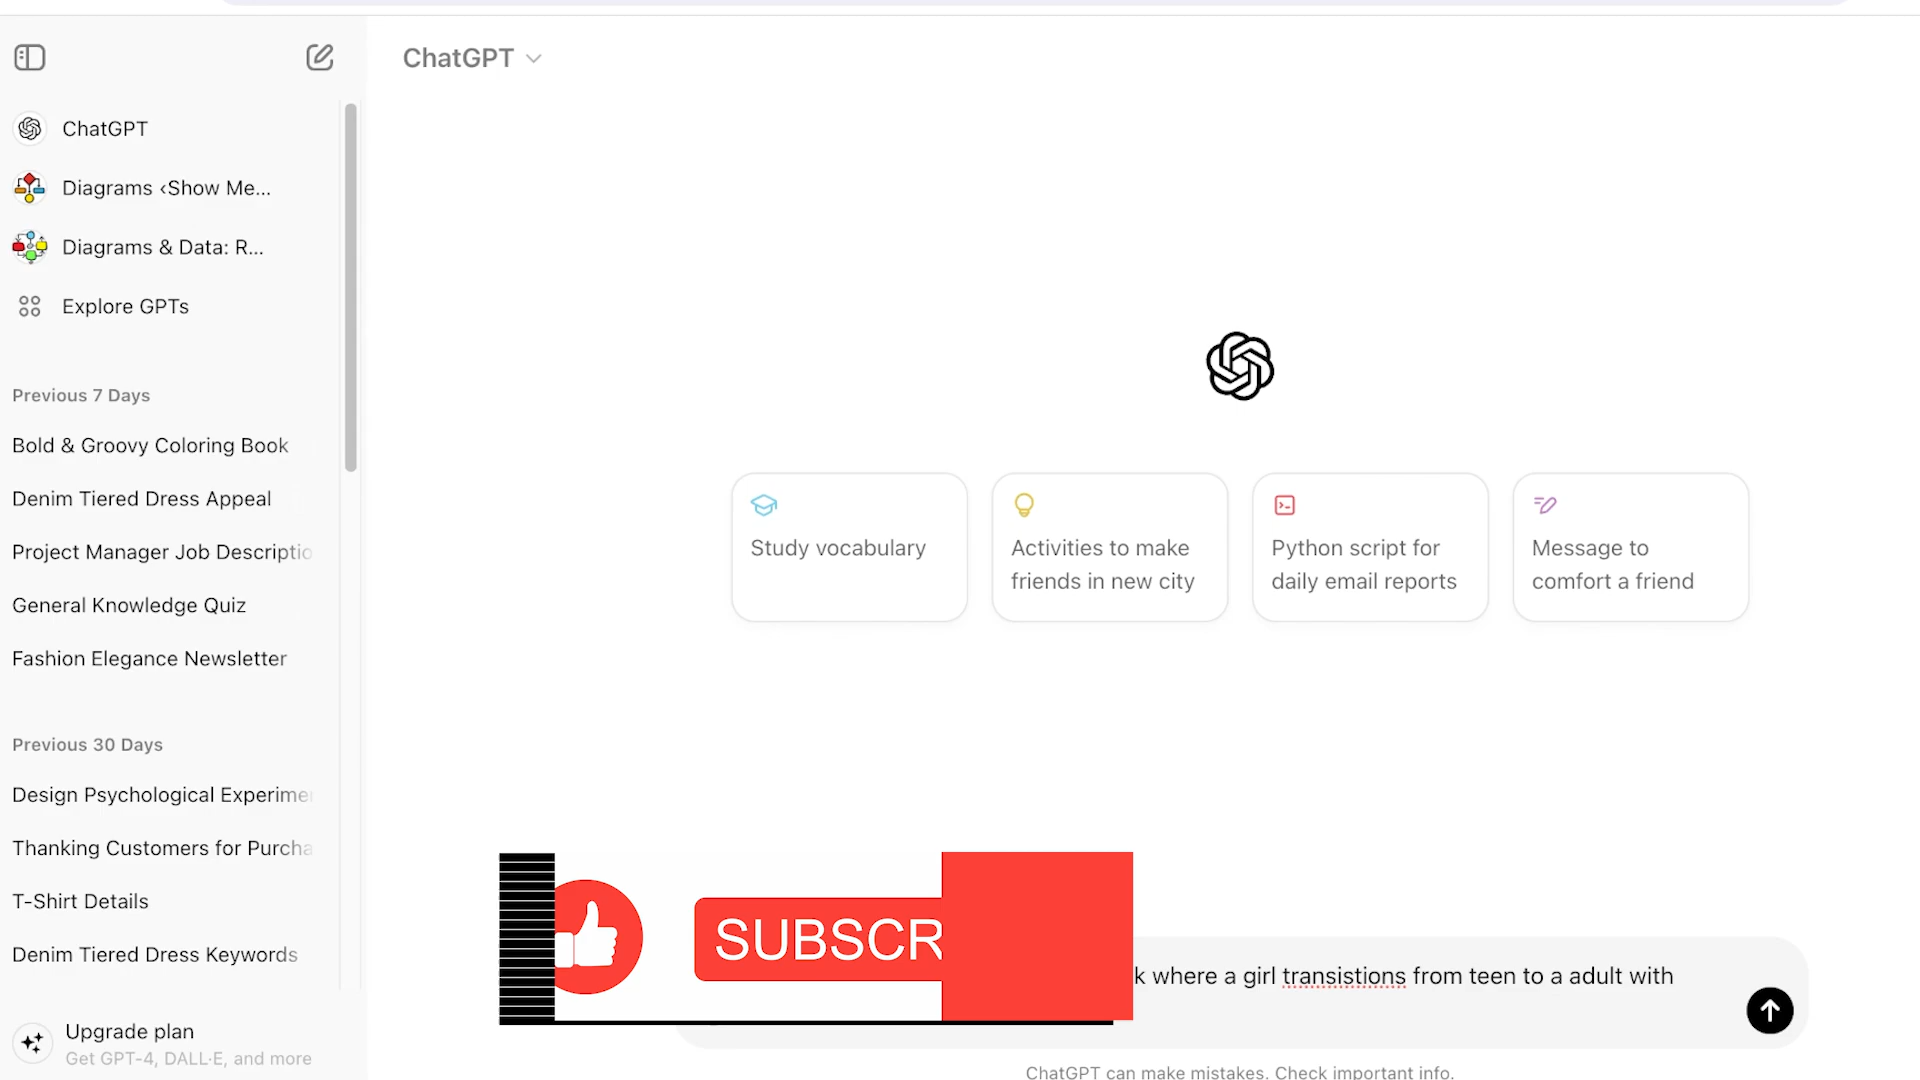 ChatGPT
ChatGPT
Diagrams ‹Show Me...
Diagrams & Data: R...
Explore GPTs
Previous 7 Days
Bold & Groovy Coloring Book
Denim Tiered Dress Appeal
Project Manager Job Descriptio
General Knowledge Quiz
Fashion Elegance Newsletter
Previous 30 Days
Design Psychological Experime
Thanking Customers for Purcha
T-Shirt Details
Denim Tiered Dress Keywords
Upgrade plan
Get GPT-4, DALL·E, and more
Study vocabulary
Activities to make
friends in new city
Python script for
daily email reports
Message to
comfort a friend
SUBSCR
k where a girl transistions from teen to a adult with
ChatGPT can make mistakes. Check important info.